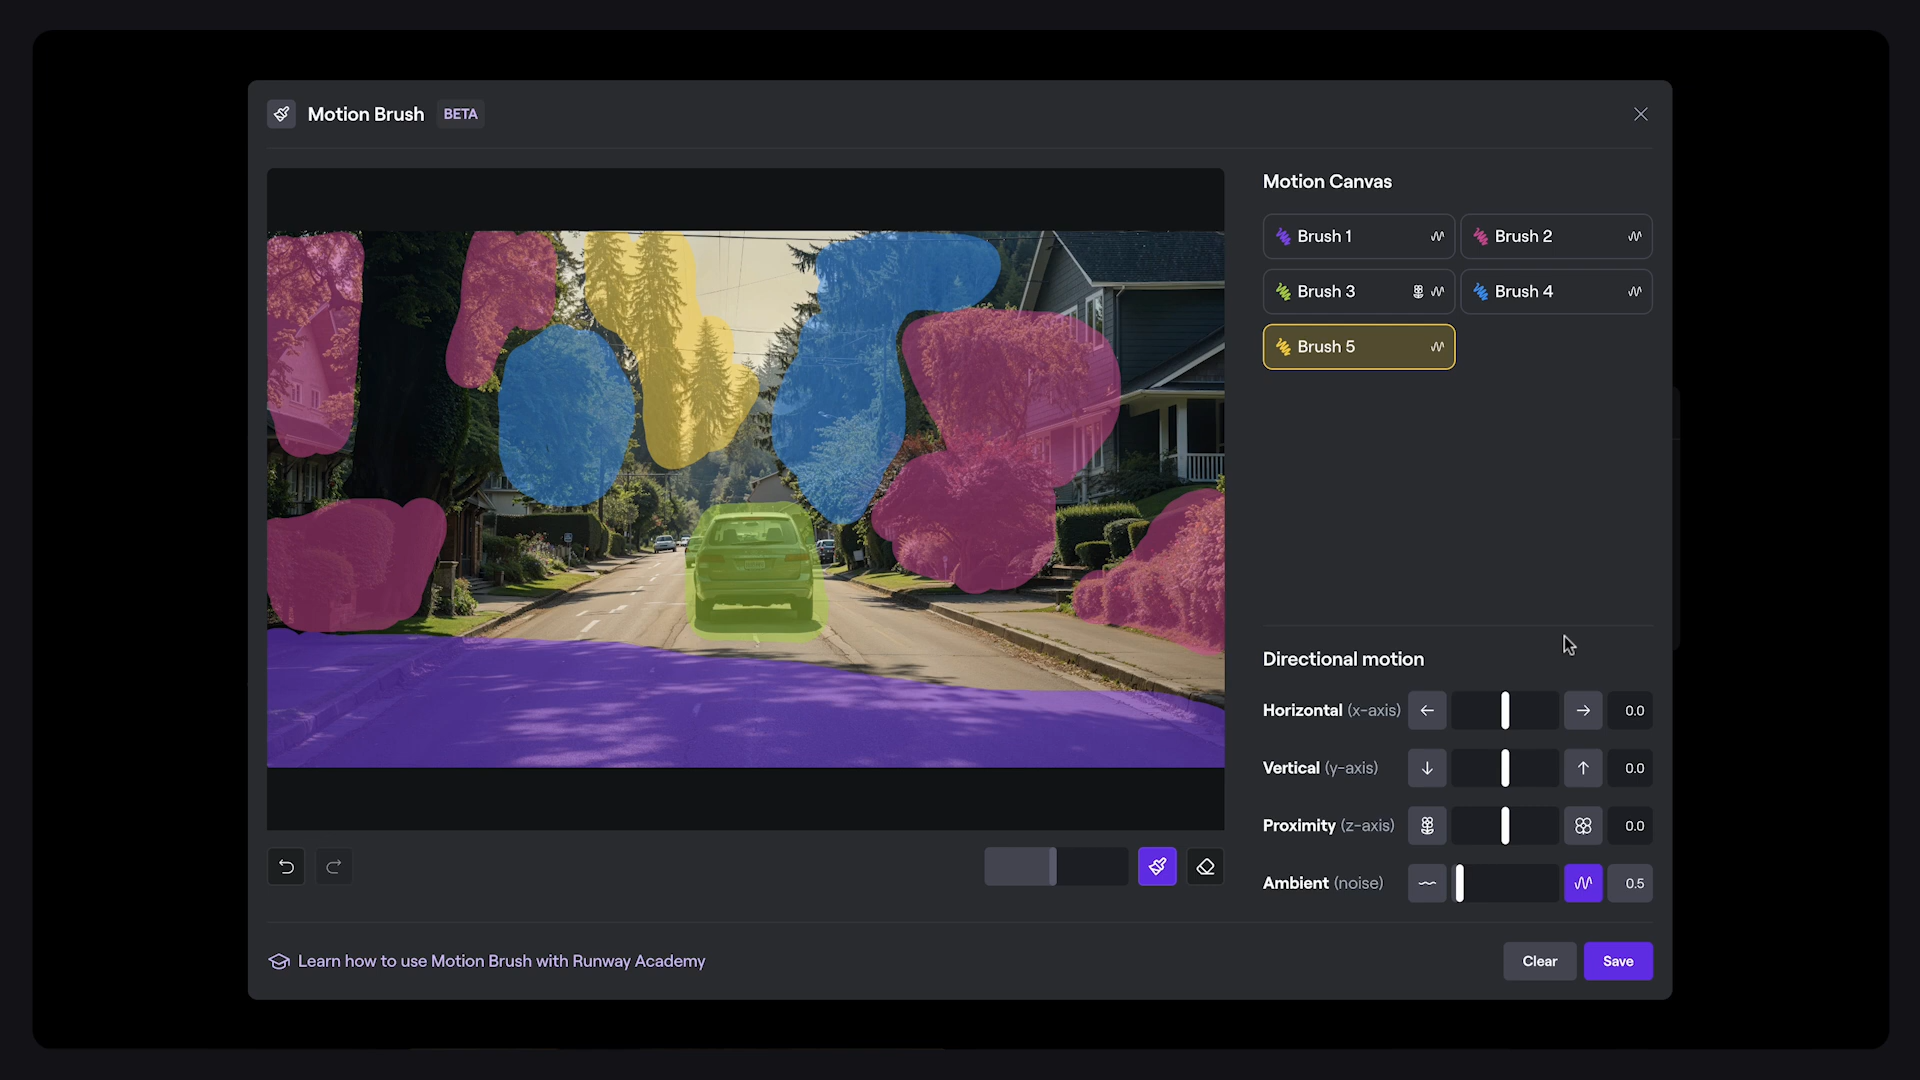 Motion Brush BETA
Motion Canvas
Brush 1
Brush 2
Brush 3
Brush 4
Brush 5
Directional motion
Horizontal (x-axis) 0.0
Vertical (y-axis) 0.0
Proximity (z-axis) 0.0
Ambient (noise) 0.5
Learn how to use Motion Brush with Runway Academy
Clear
Save